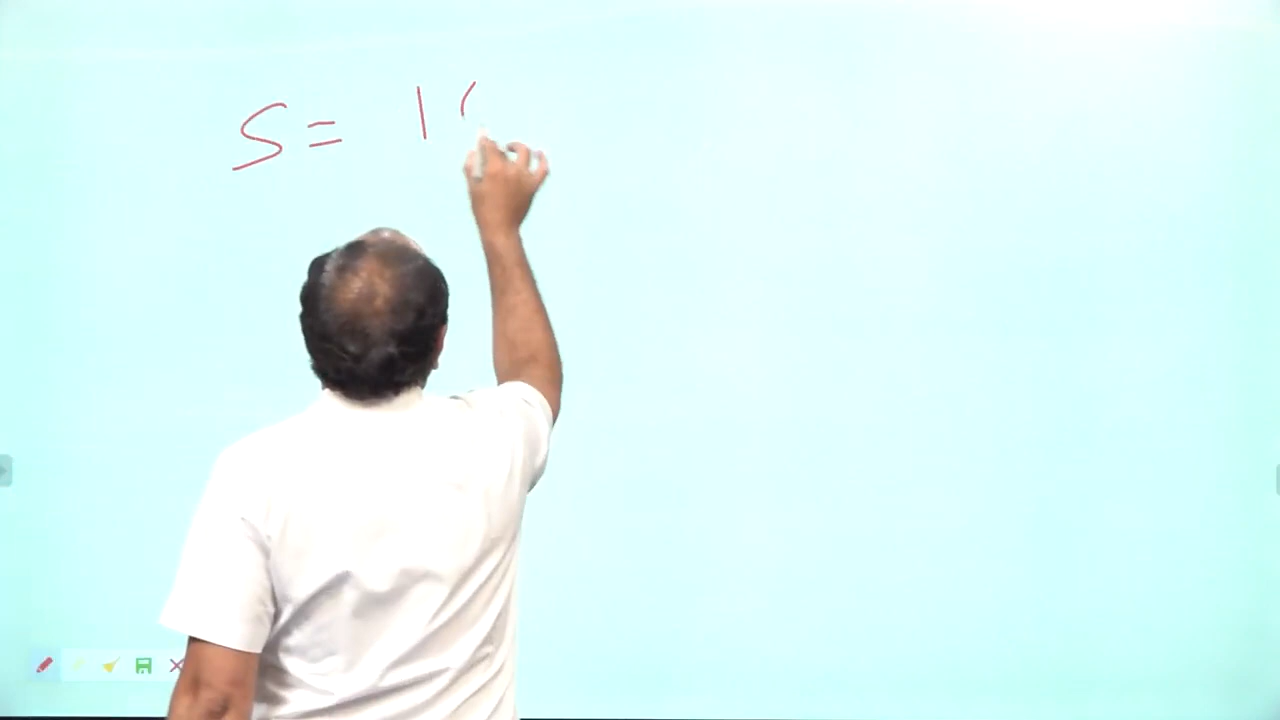 S = 1